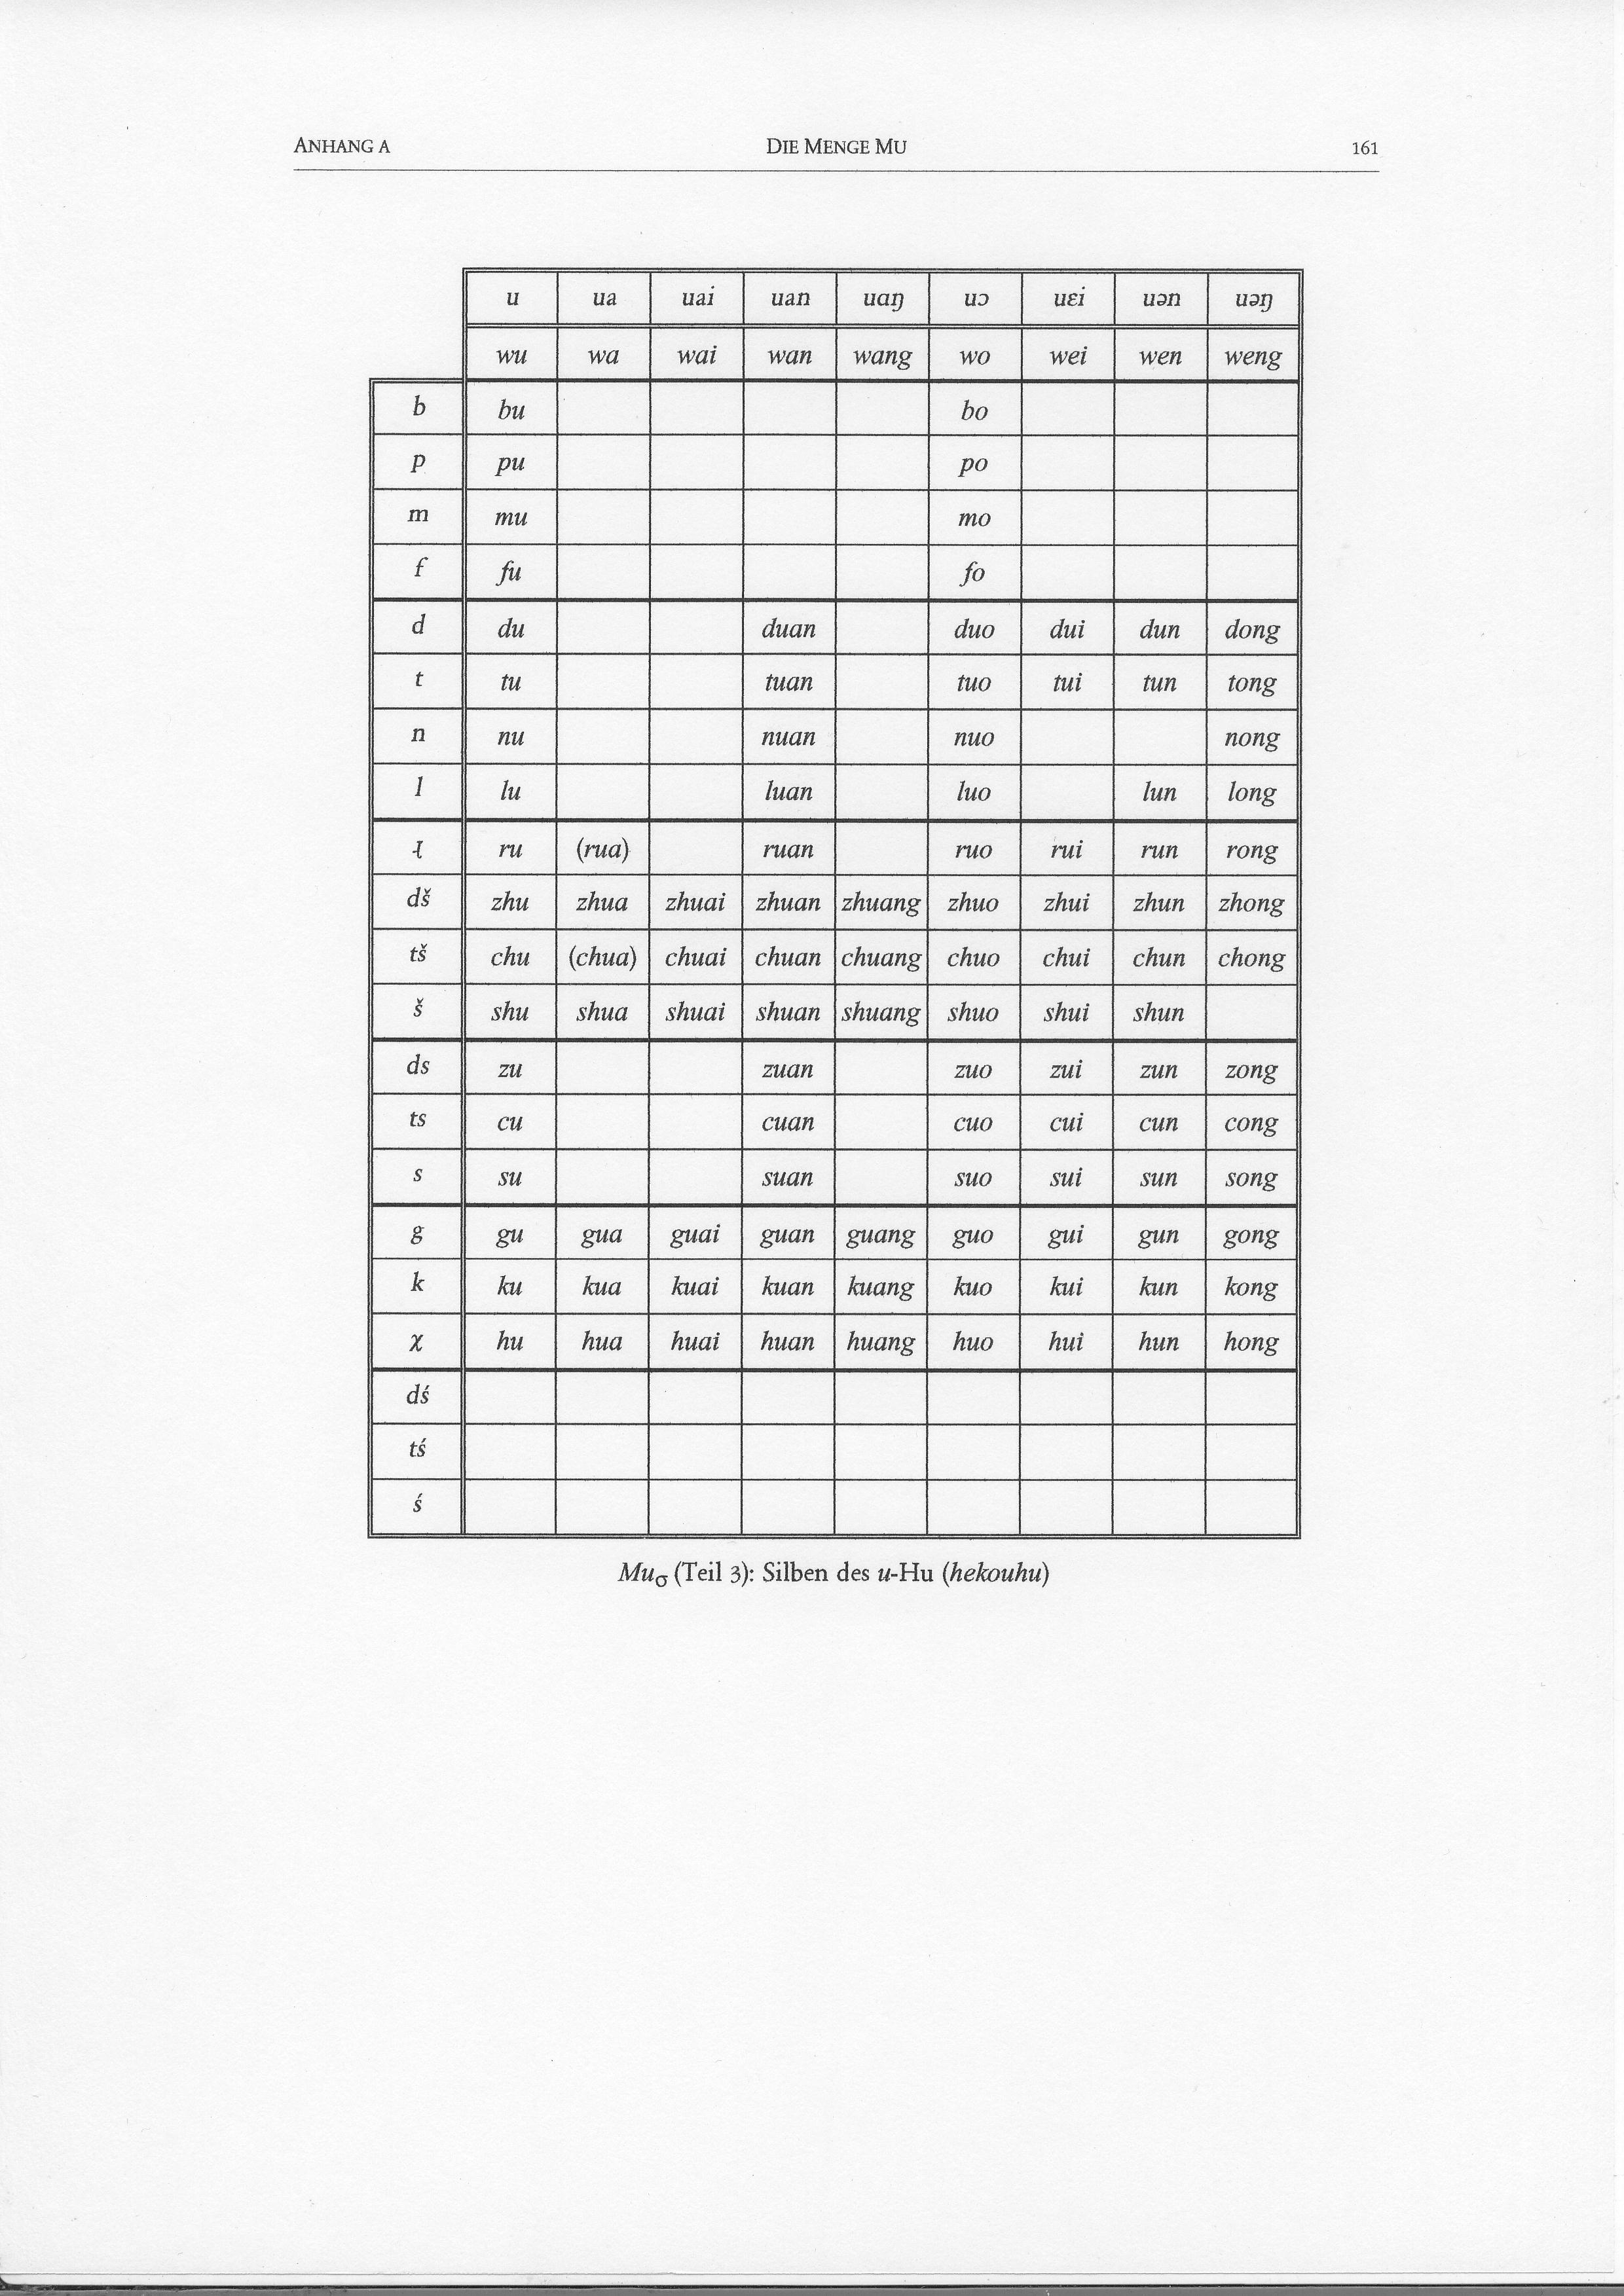 ANHANG A DIE MENGE MU 161
u ua uai uan uɑŋ uɔ uɛi uən uəŋ
wu wa wai wan wang wo wei wen weng
b bu bo
p pu po
m mu mo
f fu fo
d du duan duo dui dun dong
t tu tuan tuo tui tun tong
n nu nuan nuo nong
l lu luan luo lun long
ru (rua) ruan ruo rui run rong
dš zhu zhua zhuai zhuan zhuang zhuo zhui zhun zhong
tš chu (chua) chuai chuan chuang chuo chui chun chong
š shu shua shuai shuan shuang shuo shui shun
ds zu zuan zuo zui zun zong
ts cu cuan cuo cui cun cong
s su suan suo sui sun song
g gu gua guai guan guang guo gui gun gong
k ku kua kuai kuan kuang kuo kui kun kong
χ hu hua huai huan huang huo hui hun hong
dś
tś
ś
Muσ (Teil 3): Silben des u-Hu (hekouhu)